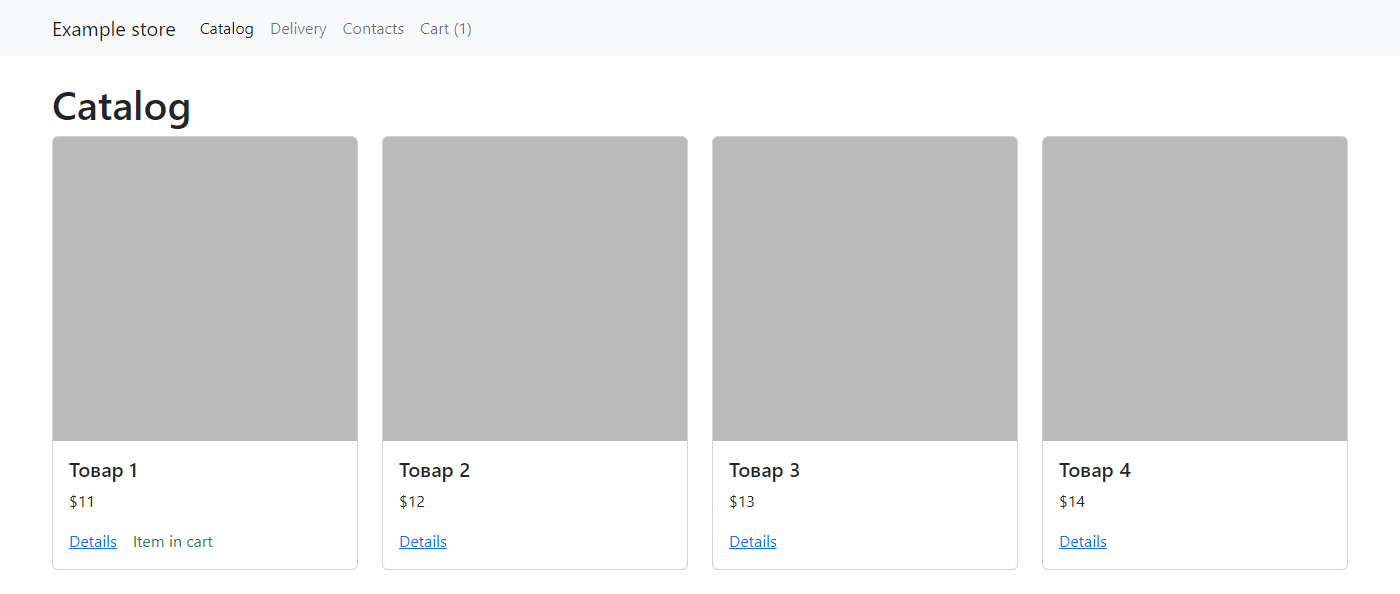 Example store Catalog Delivery Contacts Cart (1)
Catalog
Товар 1
$11
Details Item in cart
Товар 2
$12
Details
Товар 3
$13
Details
Товар 4
$14
Details